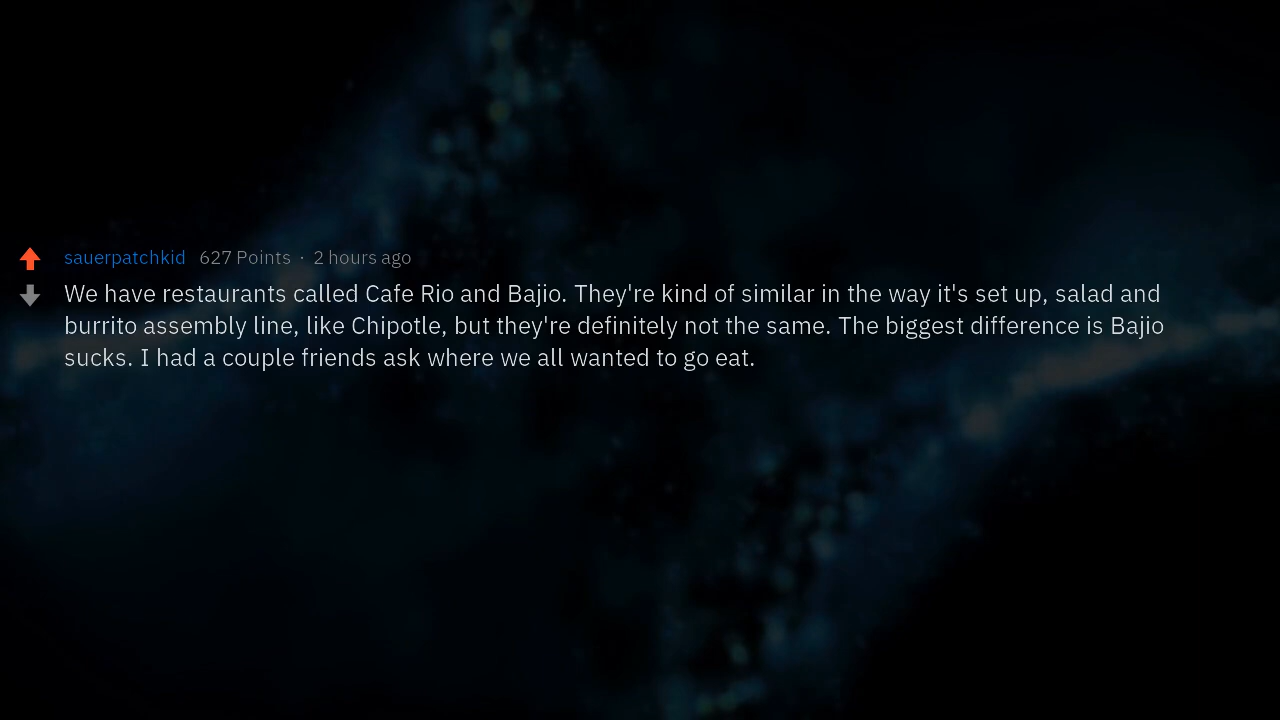 sauerpatchkid 627 Points · 2 hours ago
We have restaurants called Cafe Rio and Bajio. They're kind of similar in the way it's set up, salad and
burrito assembly line, like Chipotle, but they're definitely not the same. The biggest difference is Bajio
sucks. I had a couple friends ask where we all wanted to go eat.